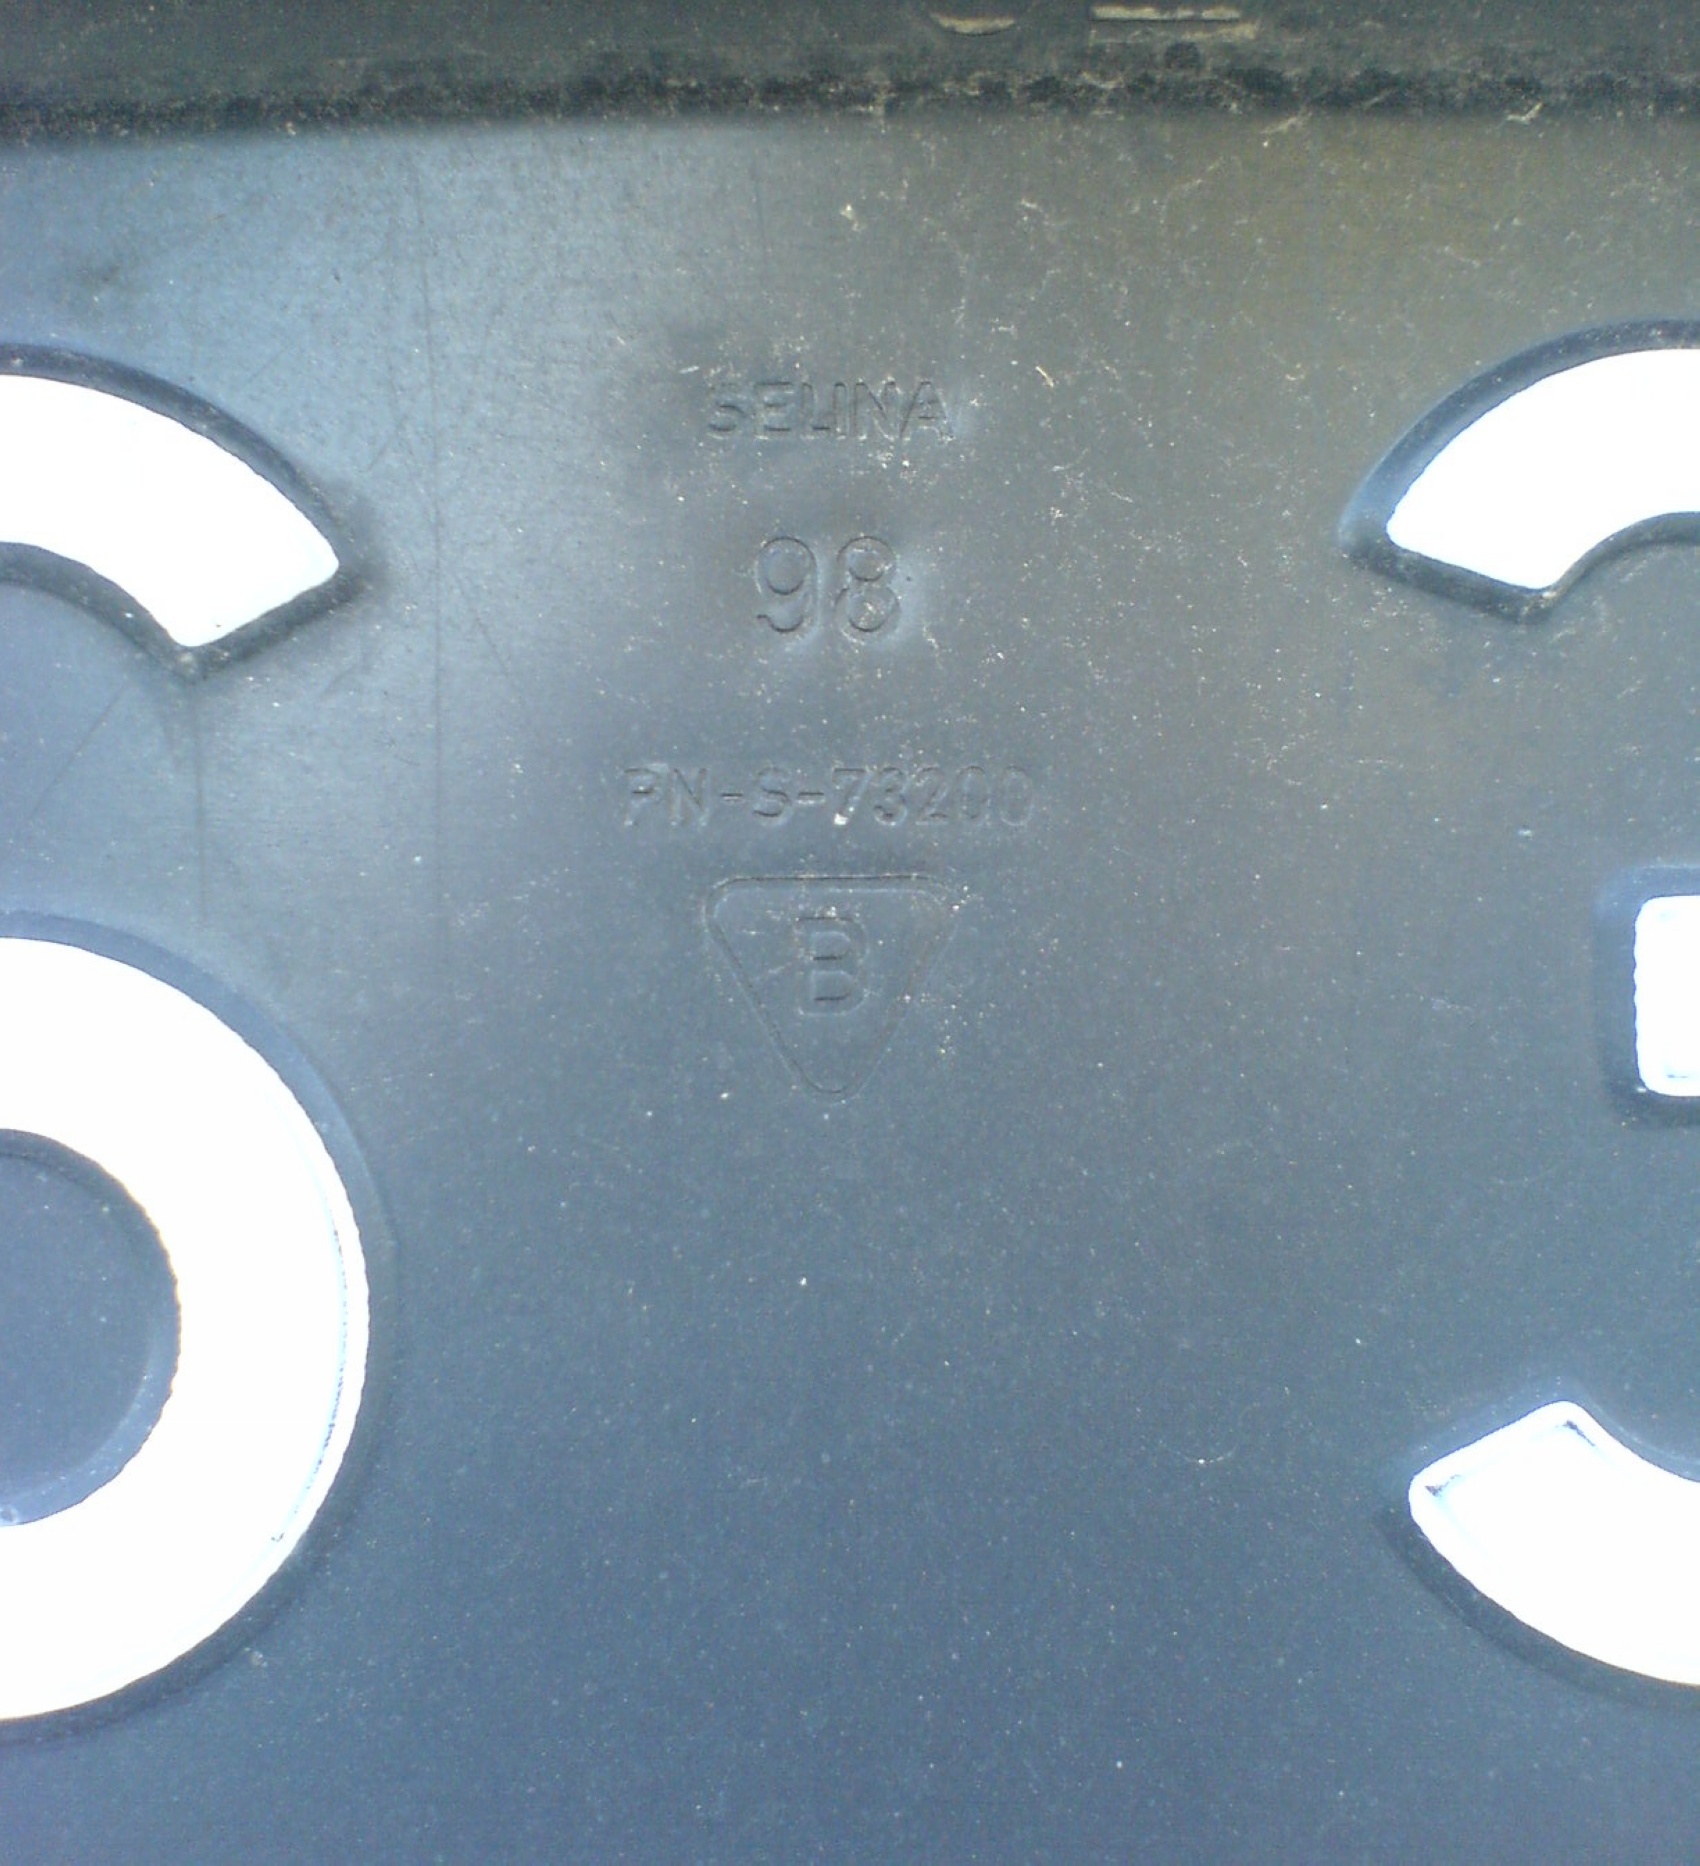 SELINA
98
PN-S-73200
B